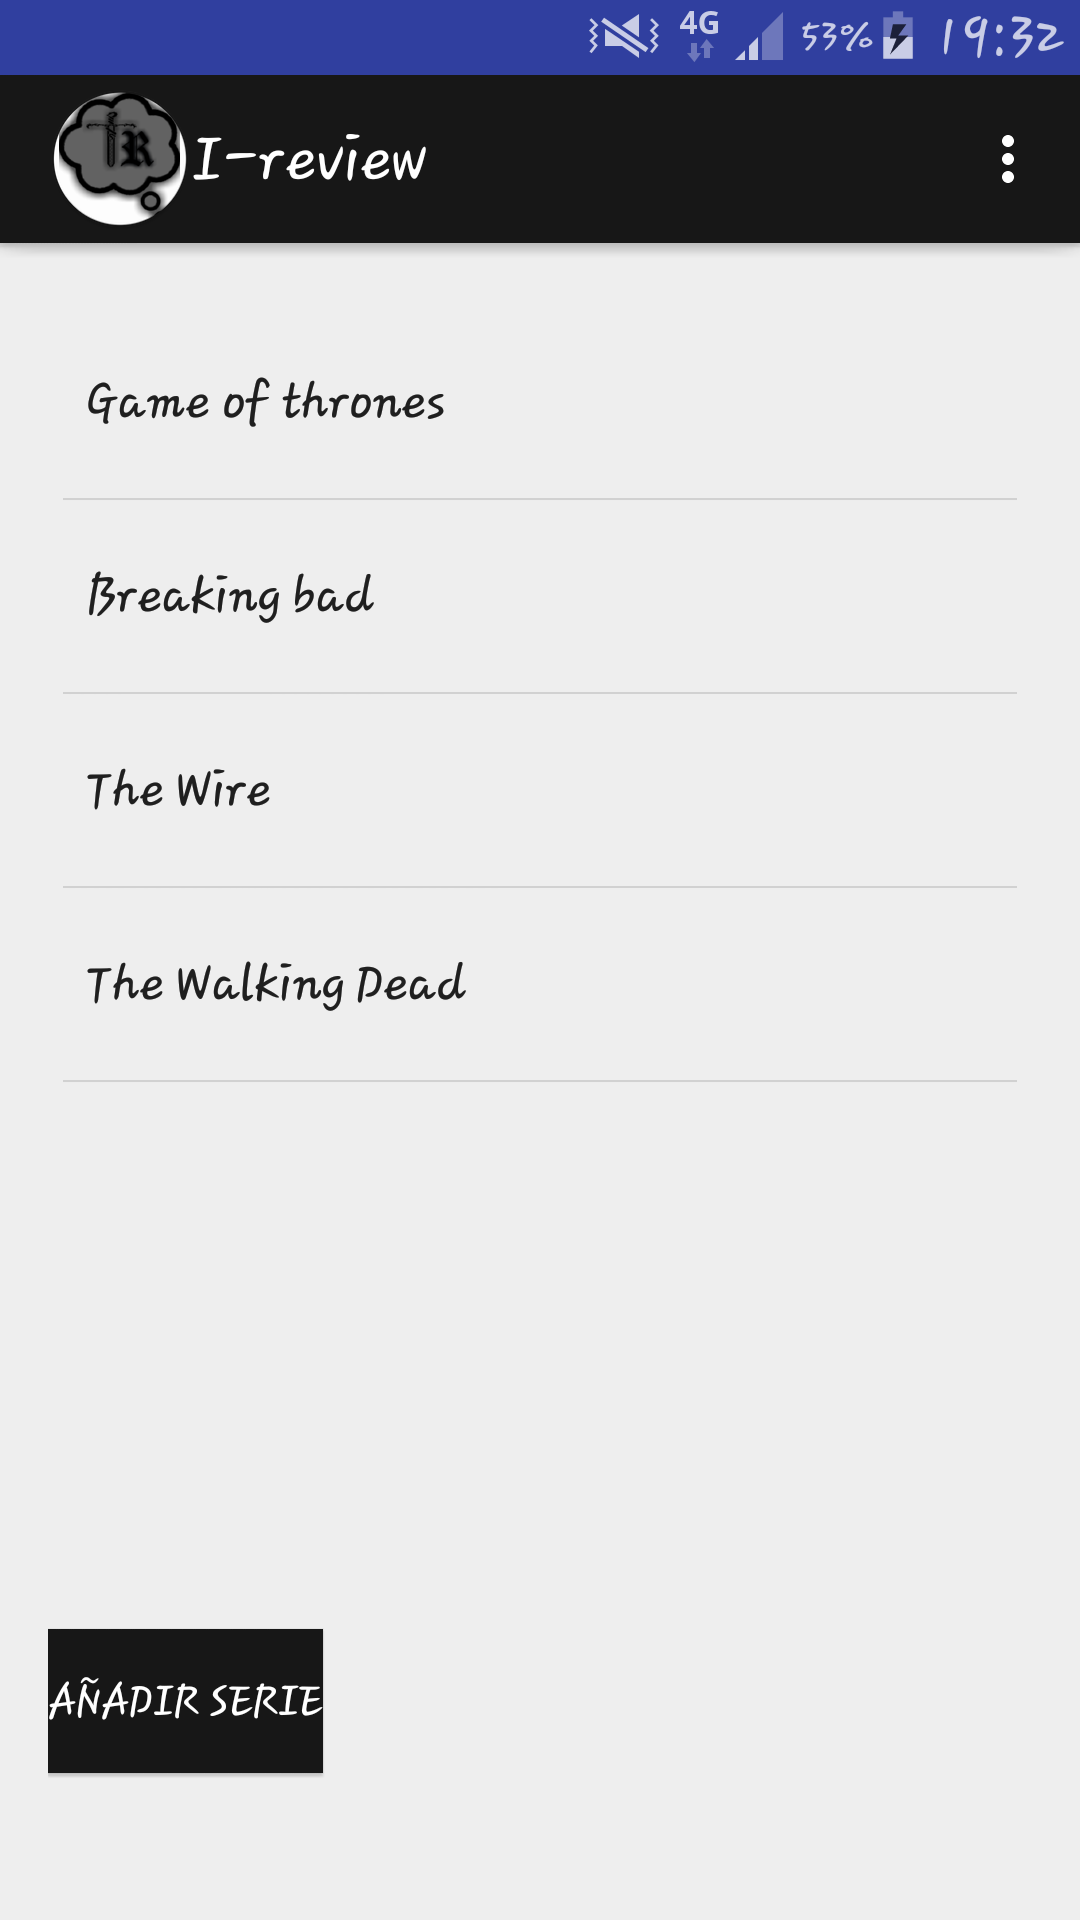 4G 53% 19:32
IR I-review
Game of thrones
Breaking bad
The Wire
The Walking Dead
AÑADIR SERIE